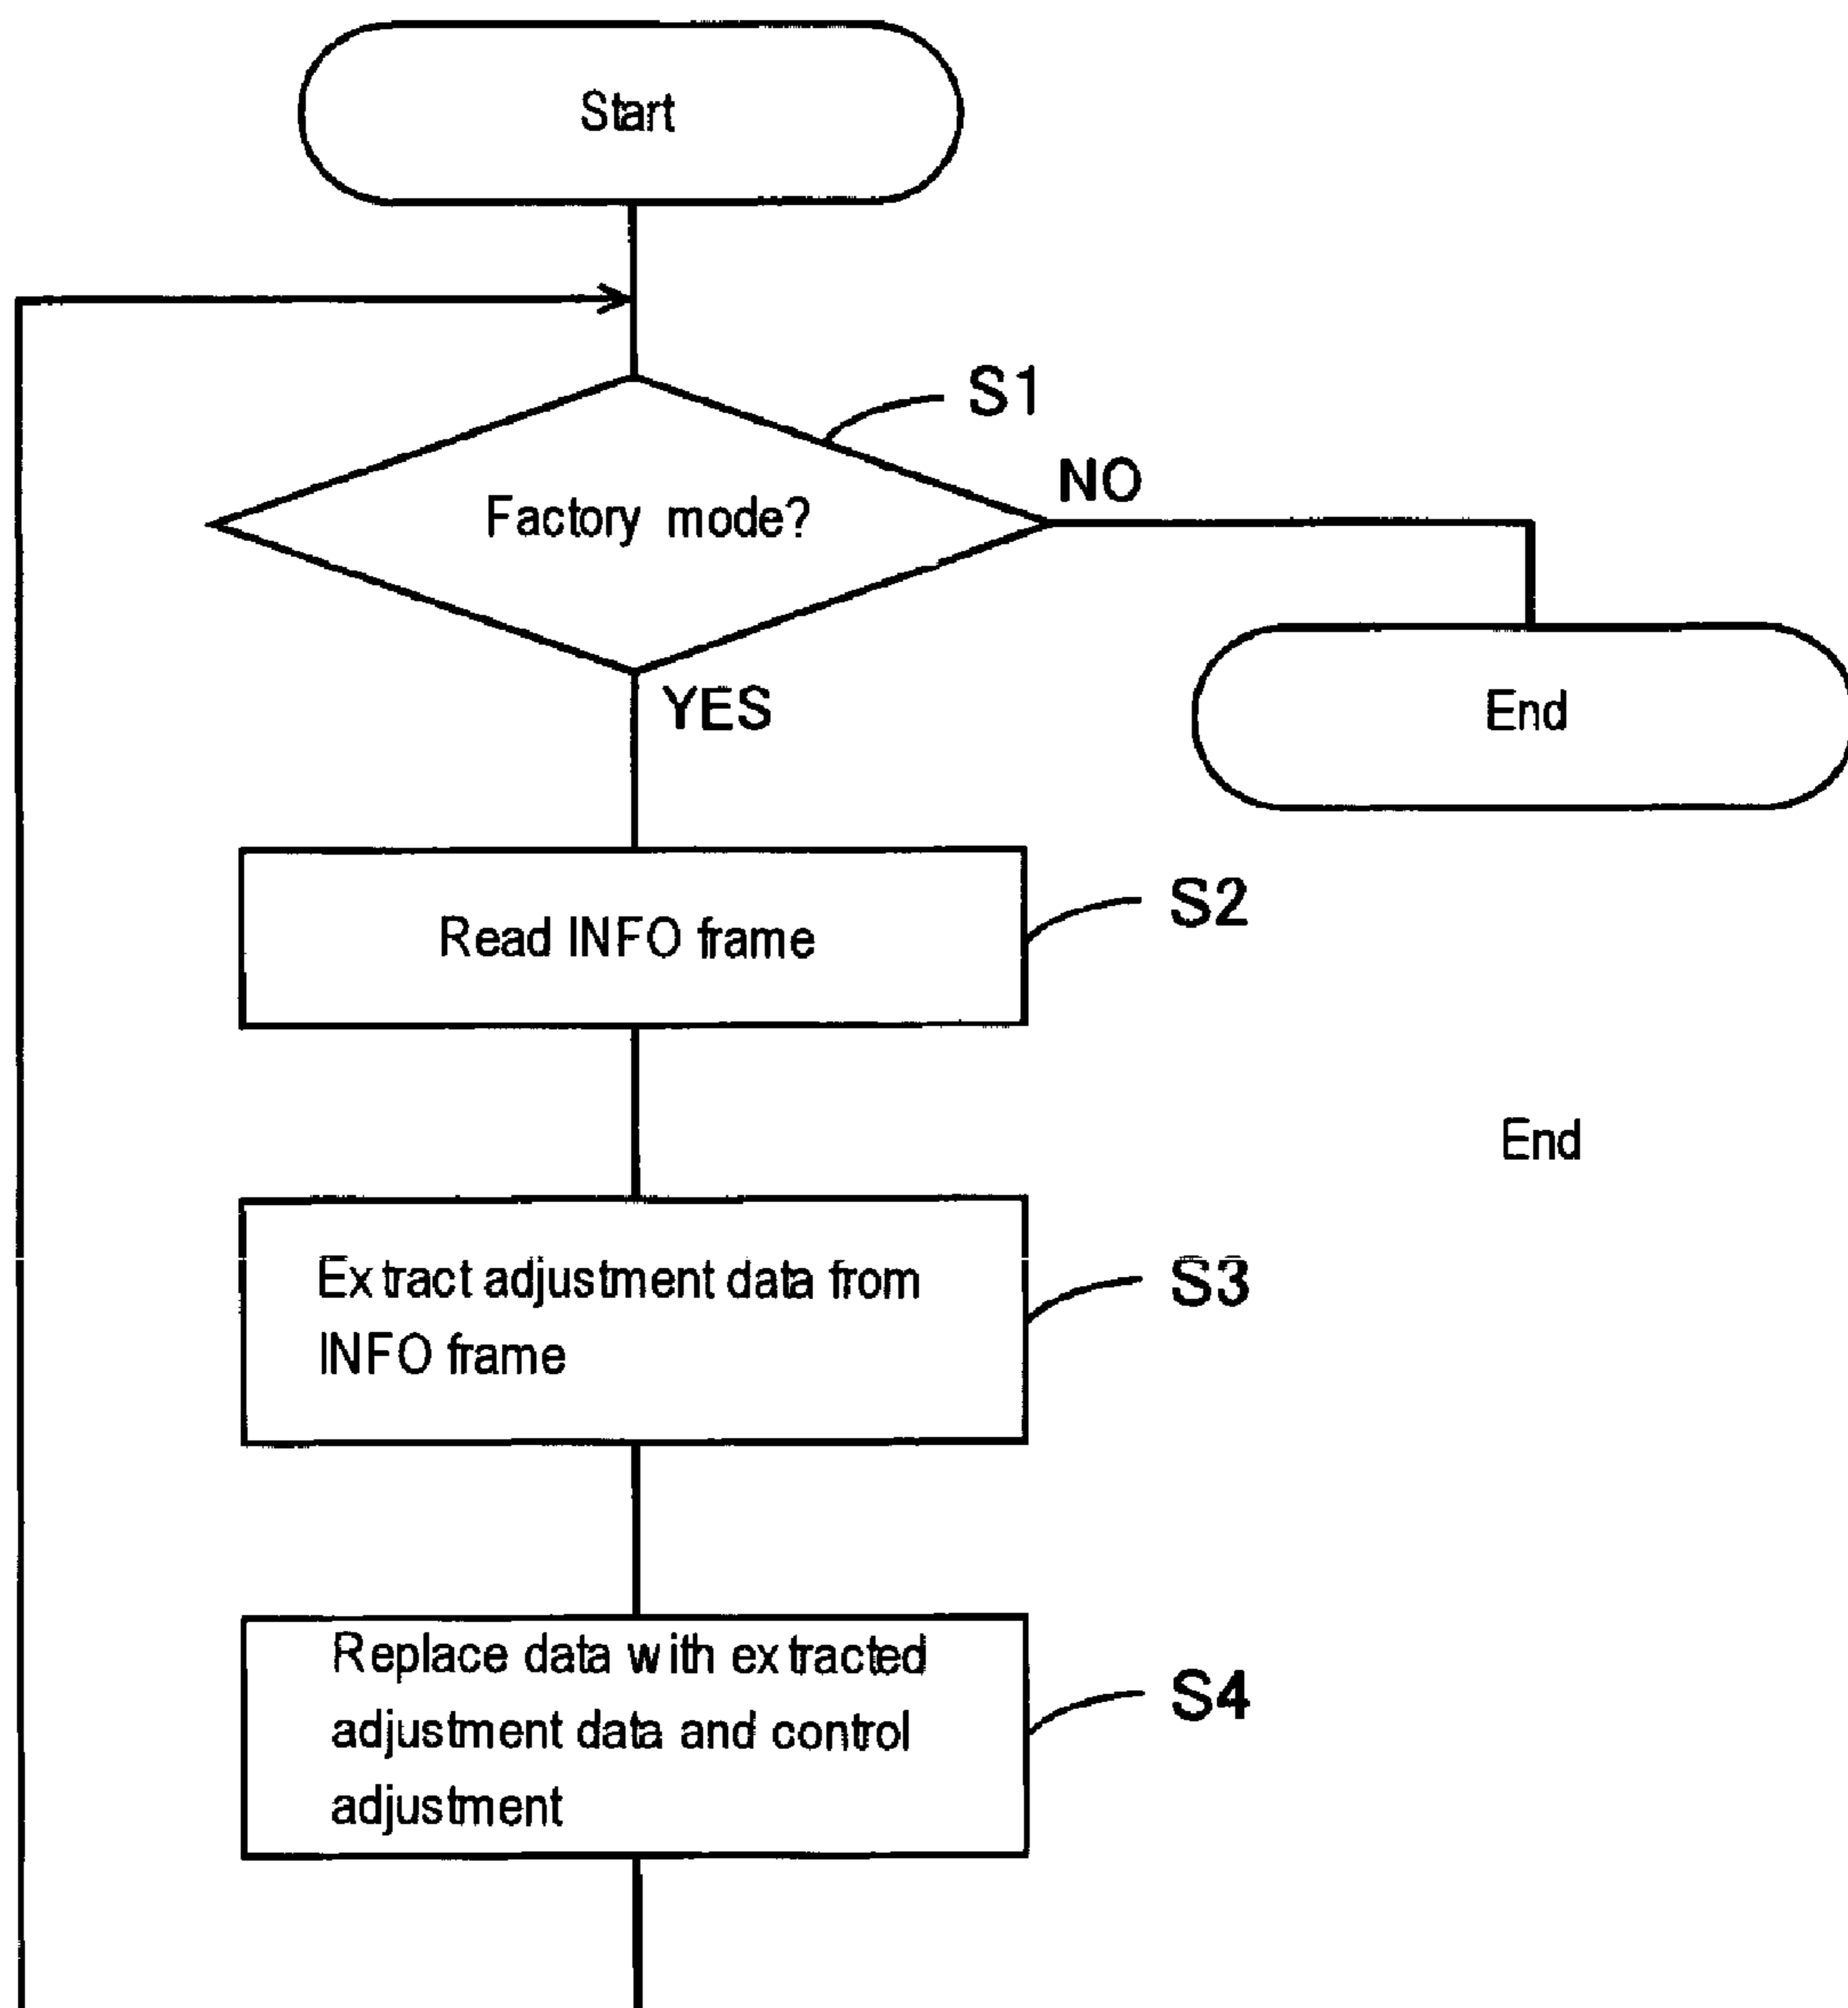 Start
S1
NO
Factory mode?
YES
End
Read INFO frame
S2
End
Extract adjustment data from
INFO frame
S3
Replace data with extracted
adjustment data and control
adjustment
S4